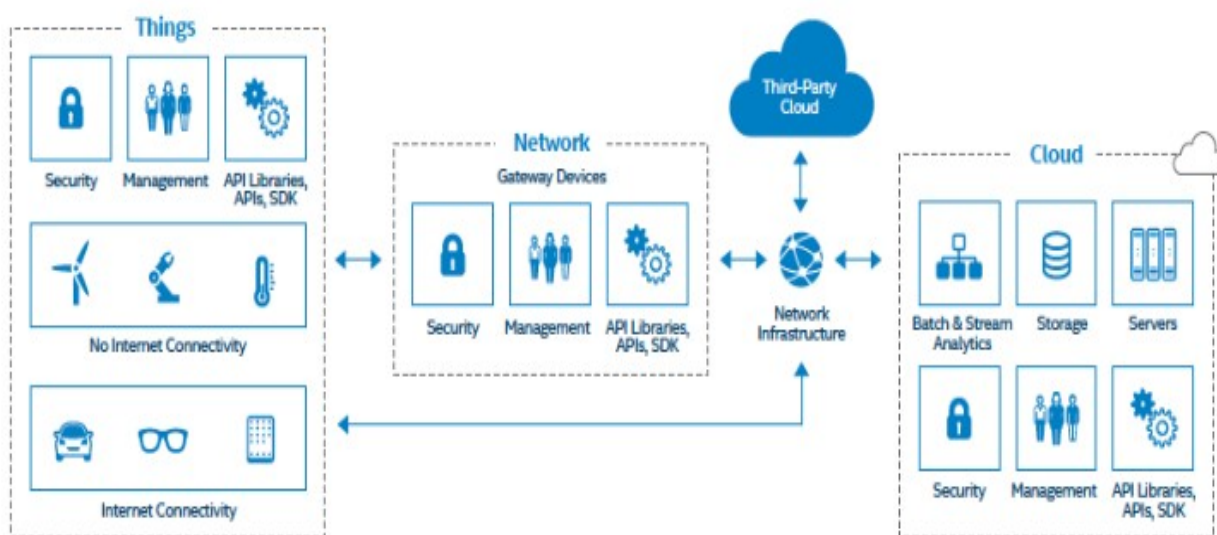 Things
Security
Management
API Libraries,
APIs, SDK
No Internet Connectivity
Internet Connectivity
Network
Gateway Devices
Security
Management
API Libraries,
APIs, SDK
Third-Party
Cloud
Network
Infrastructure
Cloud
Batch & Stream
Analytics
Storage
Servers
Security
Management
API Libraries,
APIs, SDK